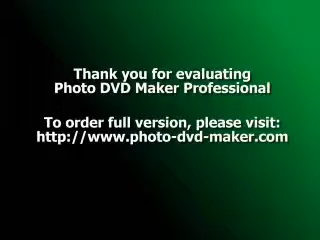 Thank you for evaluating
Photo DVD Maker Professional
To order full version, please visit:
http://www.photo-dvd-maker.com